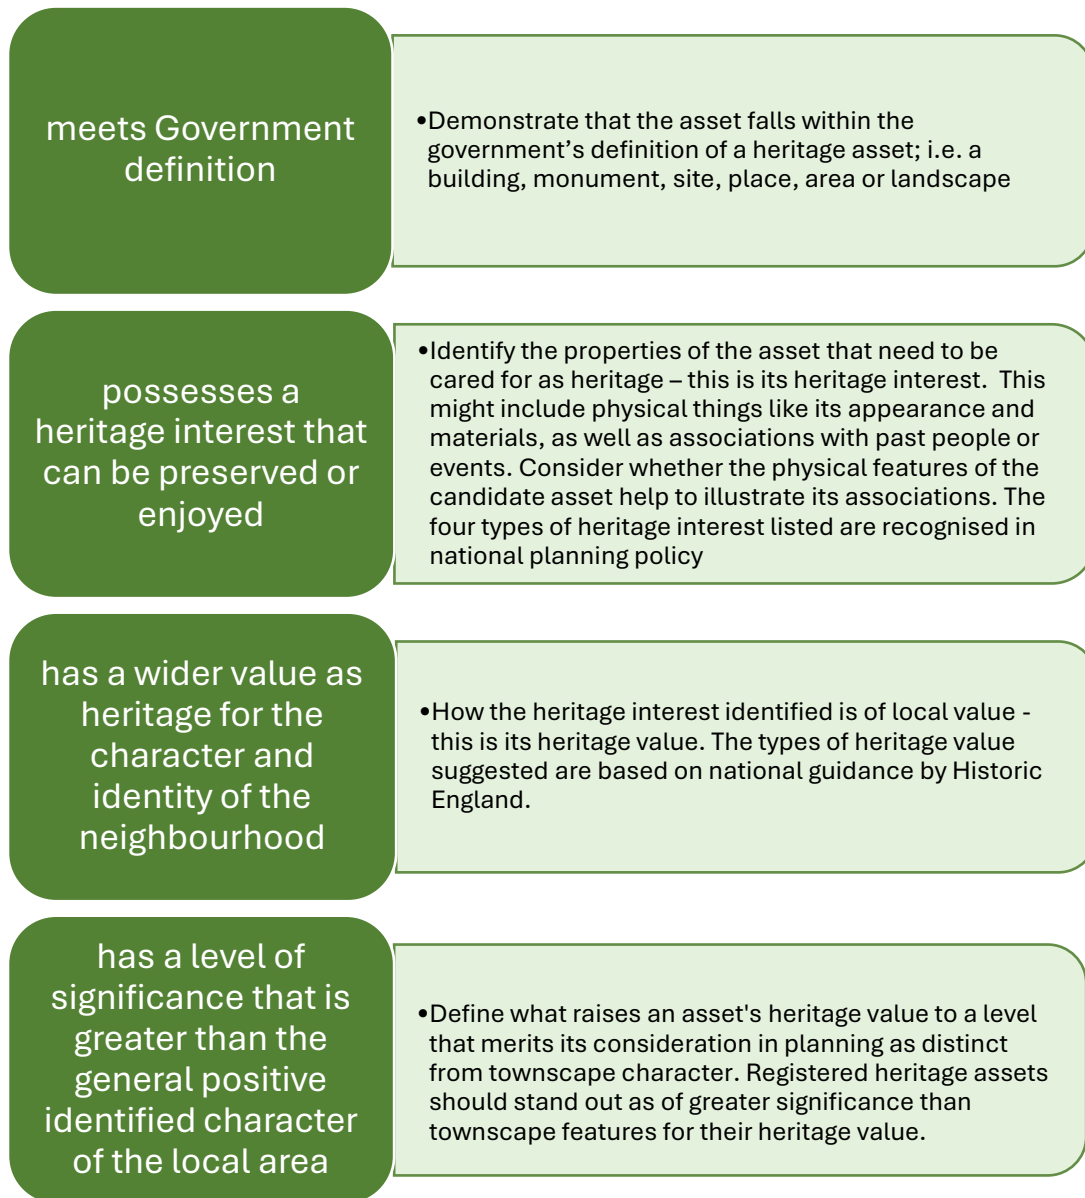 meets Government
definition
•Demonstrate that the asset falls within the
government’s definition of a heritage asset; i.e. a
building, monument, site, place, area or landscape
possesses a
heritage interest that
can be preserved or
enjoyed
•Identify the properties of the asset that need to be
cared for as heritage – this is its heritage interest.  This
might include physical things like its appearance and
materials, as well as associations with past people or
events. Consider whether the physical features of the
candidate asset help to illustrate its associations. The
four types of heritage interest listed are recognised in
national planning policy
has a wider value as
heritage for the
character and
identity of the
neighbourhood
•How the heritage interest identified is of local value -
this is its heritage value. The types of heritage value
suggested are based on national guidance by Historic
England.
has a level of
significance that is
greater than the
general positive
identified character
of the local area
•Define what raises an asset's heritage value to a level
that merits its consideration in planning as distinct
from townscape character. Registered heritage assets
should stand out as of greater significance than
townscape features for their heritage value.